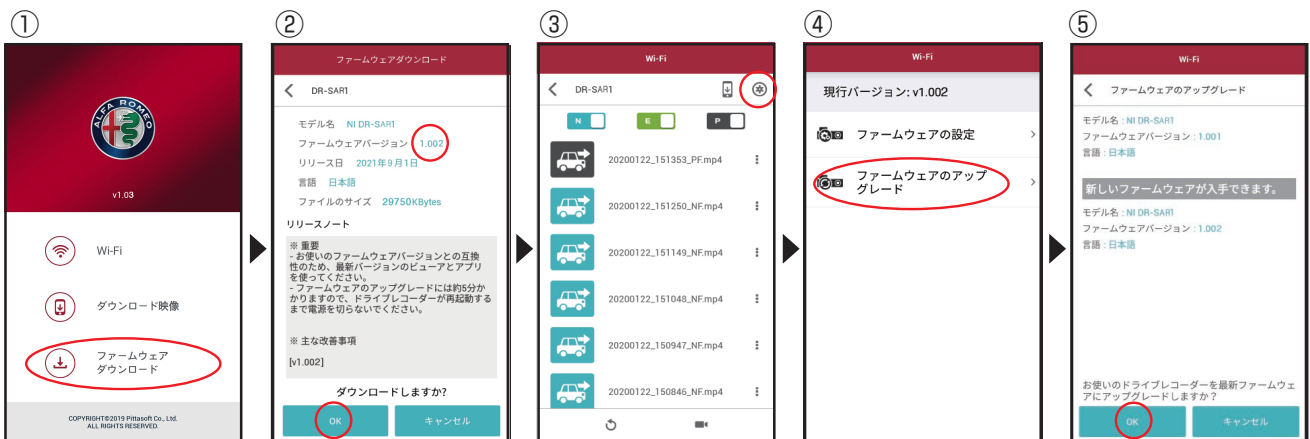 ①
ALFA ROMEO
v1.03
Wi-Fi
ダウンロード映像
ファームウェア
ダウンロード
COPYRIGHT©2019 Pittasoft Co., Ltd.
ALL RIGHTS RESERVED.
②
ファームウェアダウンロード
DR-SAR1
モデル名 NI DR-SAR1
ファームウェアバージョン 1.002
リリース日 2021年9月1日
言語 日本語
ファイルのサイズ 29750KBytes
リリースノート
※ 重要
- お使いのファームウェアバージョンとの互換
性のため、最新バージョンのビューアとアプリ
を使ってください。
- ファームウェアのアップグレードには約5分か
かりますので、ドライブレコーダーが再起動する
まで電源を切らないでください。
※ 主な改善事項
[v1.002]
ダウンロードしますか?
OK
キャンセル
③
Wi-Fi
DR-SAR1
N
E
P
20200122_151353_PF.mp4
20200122_151250_NF.mp4
20200122_151149_NF.mp4
20200122_151048_NF.mp4
20200122_150947_NF.mp4
20200122_150846_NF.mp4
④
Wi-Fi
現行バージョン: v1.002
ファームウェアの設定
ファームウェアのアップ
グレード
⑤
Wi-Fi
ファームウェアのアップグレード
モデル名 : NI DR-SAR1
ファームウェアバージョン : 1.001
言語 : 日本語
新しいファームウェアが入手できます。
モデル名 : NI DR-SAR1
ファームウェアバージョン : 1.002
言語 : 日本語
お使いのドライブレコーダーを最新ファームウェ
アにアップグレードしますか？
OK
キャンセル